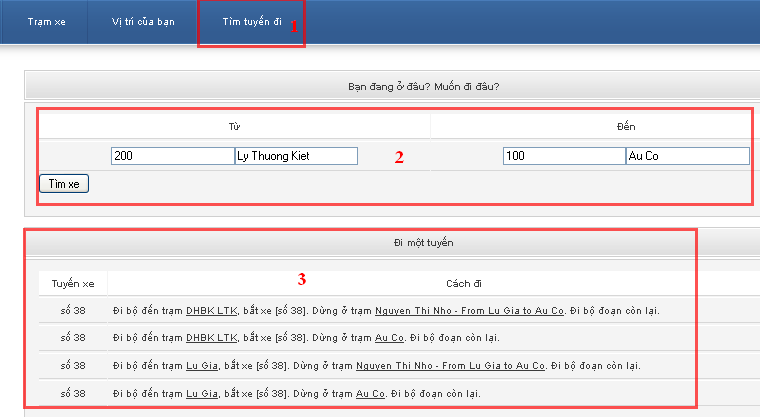 Trạm xe Vị trí của bạn Tìm tuyến đi 1
Bạn đang ở đâu? Muốn đi đâu?
Từ Đến
200 Ly Thuong Kiet 2 100 Au Co
Tìm xe
Đi một tuyến
3
Tuyến xe Cách đi
số 38 Đi bộ đến trạm DHBK LTK, bắt xe [số 38]. Dừng ở trạm Nguyen Thi Nho - From Lu Gia to Au Co. Đi bộ đoạn còn lại.
số 38 Đi bộ đến trạm DHBK LTK, bắt xe [số 38]. Dừng ở trạm Au Co. Đi bộ đoạn còn lại.
số 38 Đi bộ đến trạm Lu Gia, bắt xe [số 38]. Dừng ở trạm Nguyen Thi Nho - From Lu Gia to Au Co. Đi bộ đoạn còn lại.
số 38 Đi bộ đến trạm Lu Gia, bắt xe [số 38]. Dừng ở trạm Au Co. Đi bộ đoạn còn lại.